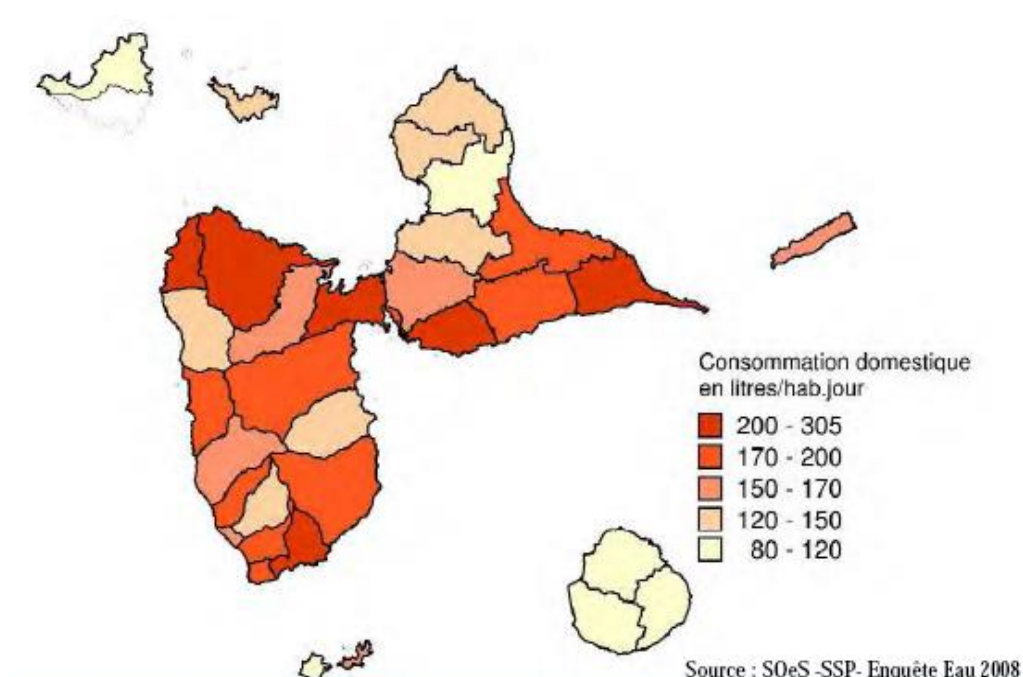 Consommation domestique
en litres/hab.jour
200 - 305
170 - 200
150 - 170
120 - 150
80 - 120
Source : SOeS -SSP- Enquête Eau 2008